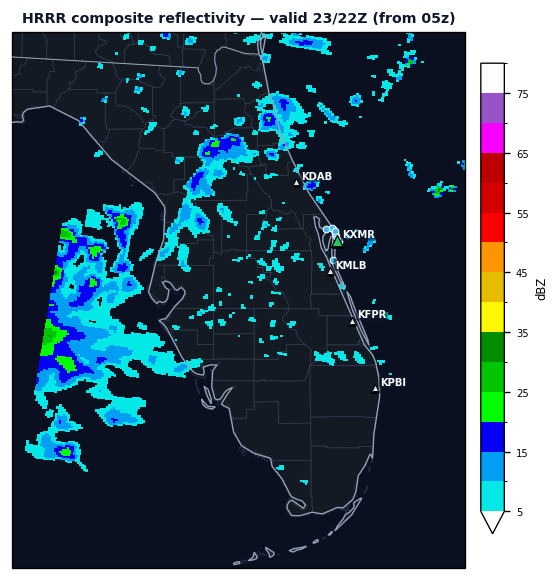 HRRR composite reflectivity — valid 23/22Z (from 05z)
KDAB
KXMR
KMLB
KFPR
KPBI
75
65
55
45
35
25
15
5
dBZ